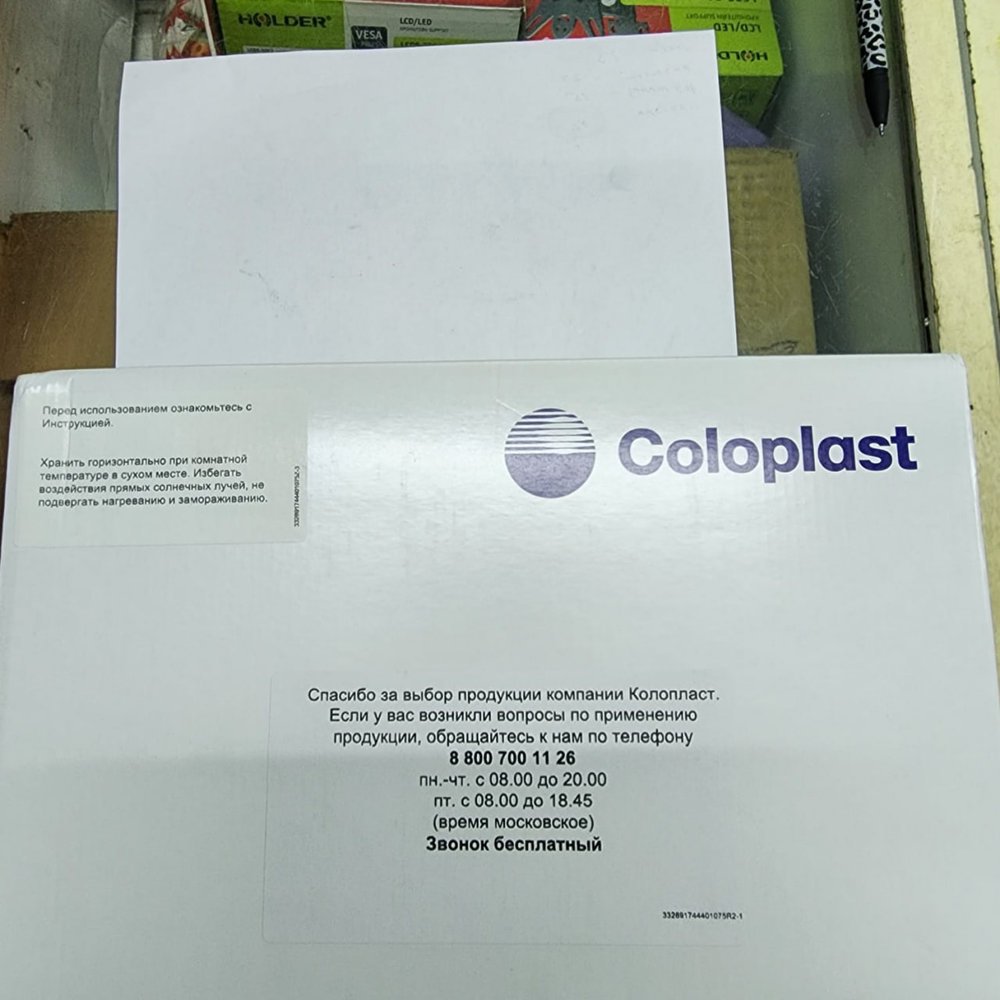 HOLDER®
LCD/LED
VESA
LCD/LED
HOLDER
Coloplast
Перед использованием ознакомьтесь с
Инструкцией.
Хранить горизонтально при комнатной
температуре в сухом месте. Избегать
воздействия прямых солнечных лучей, не
подвергать нагреванию и замораживанию.
Спасибо за выбор продукции компании Колопласт.
Если у вас возникли вопросы по применению
продукции, обращайтесь к нам по телефону
8 800 700 11 26
пн.-чт. с 08.00 до 20.00
пт. с 08.00 до 18.45
(время московское)
Звонок бесплатный
332891744401075R2-1